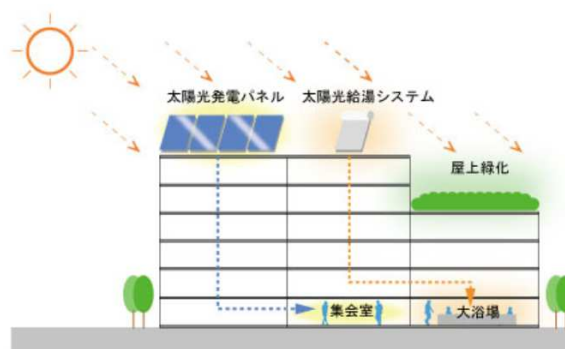 太陽光発電パネル
太陽光給湯システム
屋上緑化
集会室
大浴場